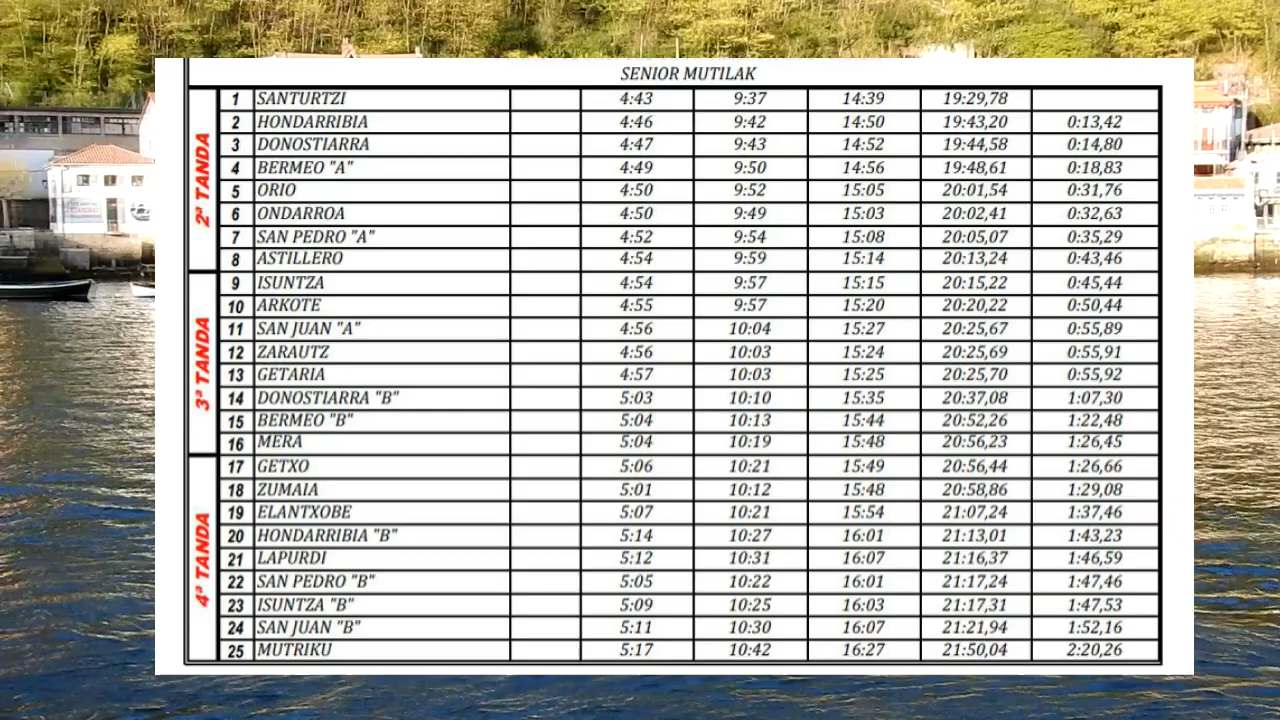 SENIOR MUTILAK
2ª TANDA
1 SANTURTZI 4:43 9:37 14:39 19:29,78
2 HONDARRIBIA 4:46 9:42 14:50 19:43,20 0:13,42
3 DONOSTIARRA 4:47 9:43 14:52 19:44,58 0:14,80
4 BERMEO "A" 4:49 9:50 14:56 19:48,61 0:18,83
5 ORIO 4:50 9:52 15:05 20:01,54 0:31,76
6 ONDARROA 4:50 9:49 15:03 20:02,41 0:32,63
7 SAN PEDRO "A" 4:52 9:54 15:08 20:05,07 0:35,29
8 ASTILLERO 4:54 9:59 15:14 20:13,24 0:43,46
3ª TANDA
9 ISUNTZA 4:54 9:57 15:15 20:15,22 0:45,44
10 ARKOTE 4:55 9:57 15:20 20:20,22 0:50,44
11 SAN JUAN "A" 4:56 10:04 15:27 20:25,67 0:55,89
12 ZARAUTZ 4:56 10:03 15:24 20:25,69 0:55,91
13 GETARIA 4:57 10:03 15:25 20:25,70 0:55,92
14 DONOSTIARRA "B" 5:03 10:10 15:35 20:37,08 1:07,30
15 BERMEO "B" 5:04 10:13 15:44 20:52,26 1:22,48
16 MERA 5:04 10:19 15:48 20:56,23 1:26,45
4ª TANDA
17 GETXO 5:06 10:21 15:49 20:56,44 1:26,66
18 ZUMAIA 5:01 10:12 15:48 20:58,86 1:29,08
19 ELANTXOBE 5:07 10:21 15:54 21:07,24 1:37,46
20 HONDARRIBIA "B" 5:14 10:27 16:01 21:13,01 1:43,23
21 LAPURDI 5:12 10:31 16:07 21:16,37 1:46,59
22 SAN PEDRO "B" 5:05 10:22 16:01 21:17,24 1:47,46
23 ISUNTZA "B" 5:09 10:25 16:03 21:17,31 1:47,53
24 SAN JUAN "B" 5:11 10:30 16:07 21:21,94 1:52,16
25 MUTRIKU 5:17 10:42 16:27 21:50,04 2:20,26